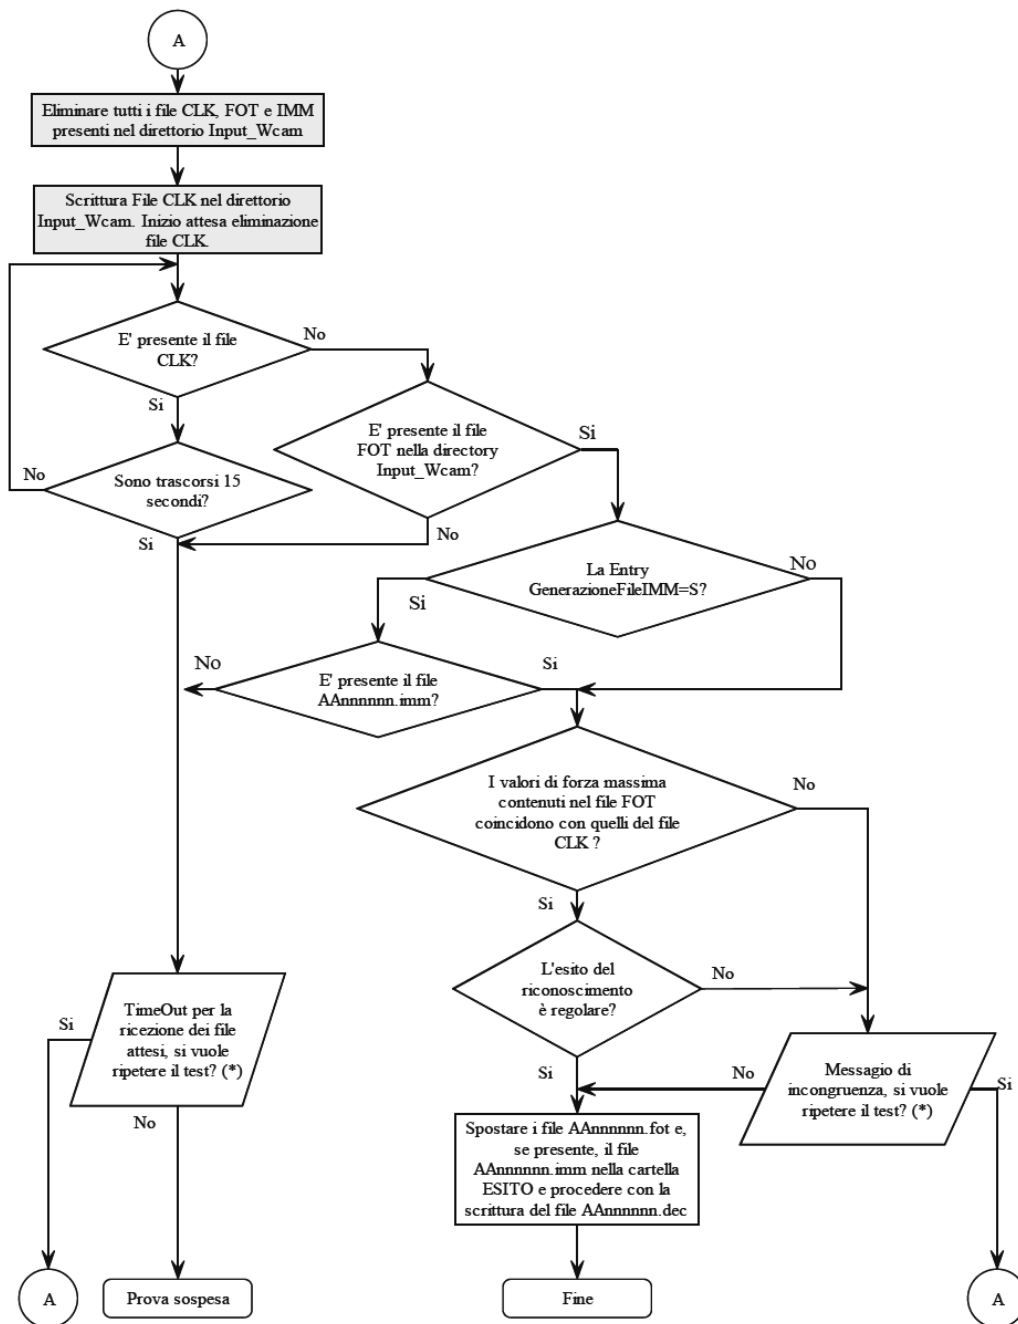 A
Eliminare tutti i file CLK, FOT e IMM
presenti nel direttorio Input_Wcam
Scrittura File CLK nel direttorio
Input_Wcam. Inizio attesa eliminazione
file CLK.
E' presente il file
CLK?
No
Si
E' presente il file
FOT nella directory
Input_Wcam?
Si
No
Sono trascorsi 15
secondi?
No
Si
La Entry
GenerazioneFileIMM=S?
No
Si
E' presente il file
AAnnnnnn.imm?
No
Si
I valori di forza massima
contenuti nel file FOT
coincidono con quelli del file
CLK ?
No
Si
L'esito del
riconoscimento
è regolare?
No
Si
TimeOut per la
ricezione dei file
attesi, si vuole
ripetere il test? (*)
Si
No
Messagio di
incongruenza, si vuole
ripetere il test? (*)
No
Si
Spostare i file AAnnnnnn.fot e,
se presente, il file
AAnnnnnn.imm nella cartella
ESITO e procedere con la
scrittura del file AAnnnnnn.dec
A
Prova sospesa
Fine
A